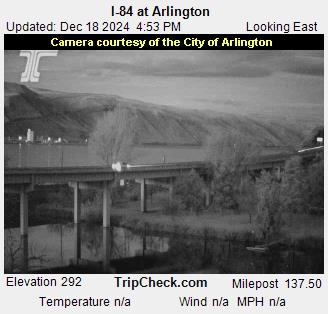 I-84 at Arlington
Updated: Dec 18 2024 4:53 PM Looking East
Camera courtesy of the City of Arlington
Elevation 292 TripCheck.com Milepost 137.50
Temperature n/a Wind n/a MPH n/a